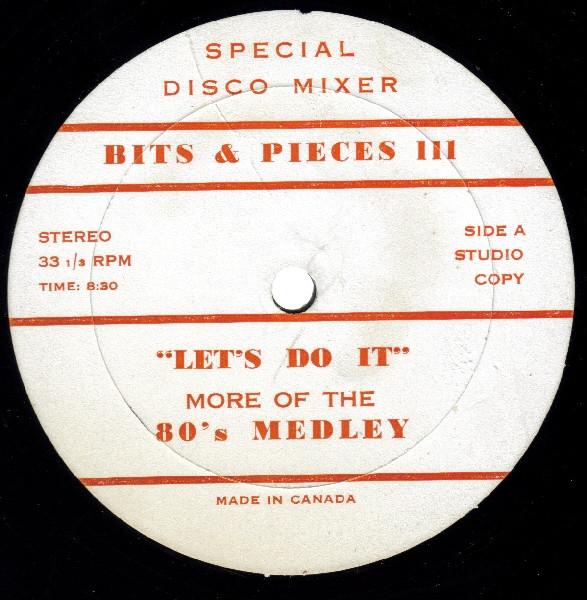 SPECIAL
DISCO MIXER
BITS & PIECES III
STEREO
33 1/3 RPM
TIME: 8:30
SIDE A
STUDIO
COPY
"LET'S DO IT"
MORE OF THE
80's MEDLEY
MADE IN CANADA